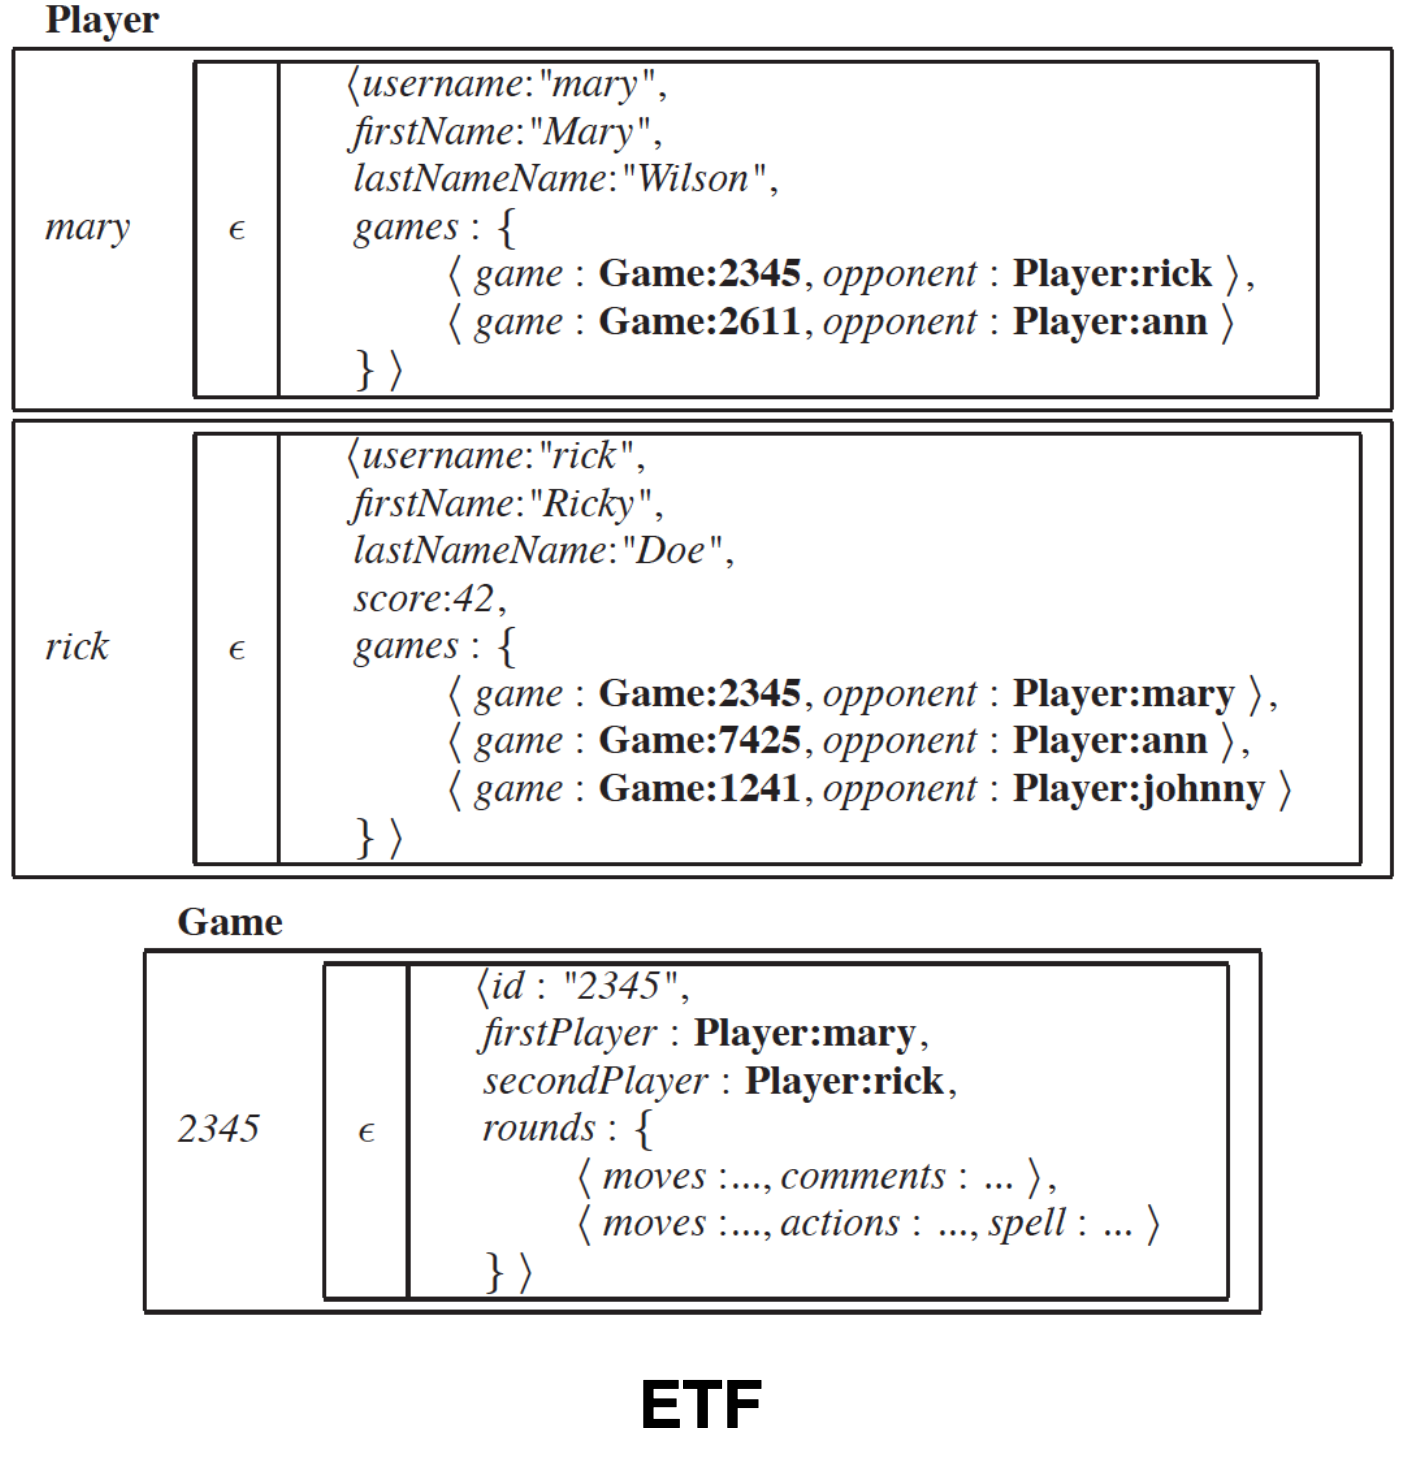 Player
mary
ϵ
⟨username:"mary",
firstName:"Mary",
lastNameName:"Wilson",
games : {
⟨ game : Game:2345, opponent : Player:rick ⟩,
⟨ game : Game:2611, opponent : Player:ann ⟩
} ⟩
rick
ϵ
⟨username:"rick",
firstName:"Ricky",
lastNameName:"Doe",
score:42,
games : {
⟨ game : Game:2345, opponent : Player:mary ⟩,
⟨ game : Game:7425, opponent : Player:ann ⟩,
⟨ game : Game:1241, opponent : Player:johnny ⟩
} ⟩
Game
2345
ϵ
⟨id : "2345",
firstPlayer : Player:mary,
secondPlayer : Player:rick,
rounds : {
⟨ moves :..., comments : ... ⟩,
⟨ moves :..., actions : ..., spell : ... ⟩
} ⟩
ETF